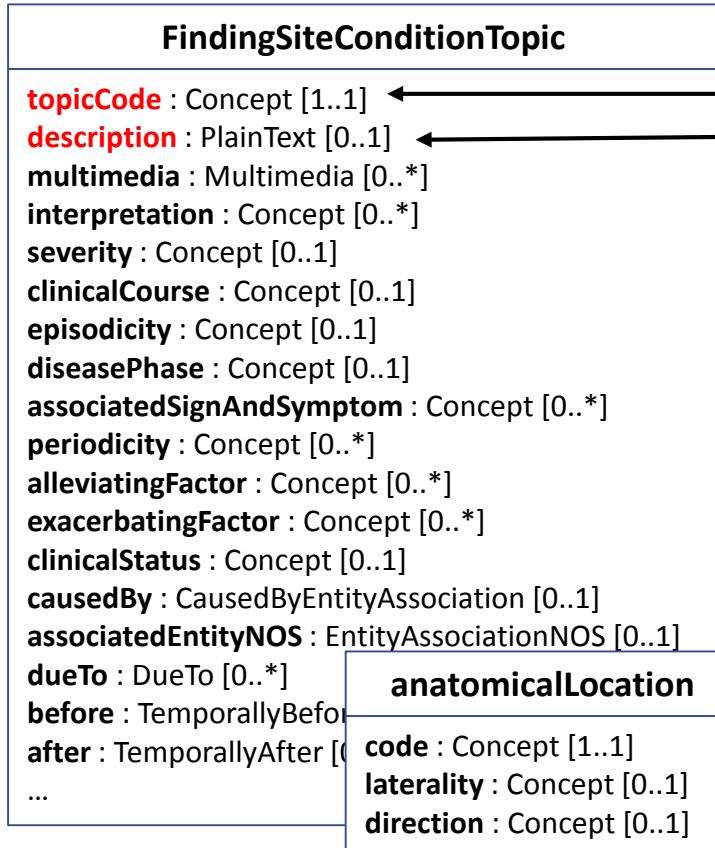 FindingSiteConditionTopic
topicCode : Concept [1..1]
description : PlainText [0..1]
multimedia : Multimedia [0..*]
interpretation : Concept [0..*]
severity : Concept [0..1]
clinicalCourse : Concept [0..1]
episodicity : Concept [0..1]
diseasePhase : Concept [0..1]
associatedSignAndSymptom : Concept [0..*]
periodicity : Concept [0..*]
alleviatingFactor : Concept [0..*]
exacerbatingFactor : Concept [0..*]
clinicalStatus : Concept [0..1]
causedBy : CausedByEntityAssociation [0..1]
associatedEntityNOS : EntityAssociationNOS [0..1]
dueTo : DueTo [0..*]
before :
after : TemporallyAfter
...
anatomicalLocation
code : Concept [1..1]
laterality : Concept [0..1]
direction : Concept [0..1]